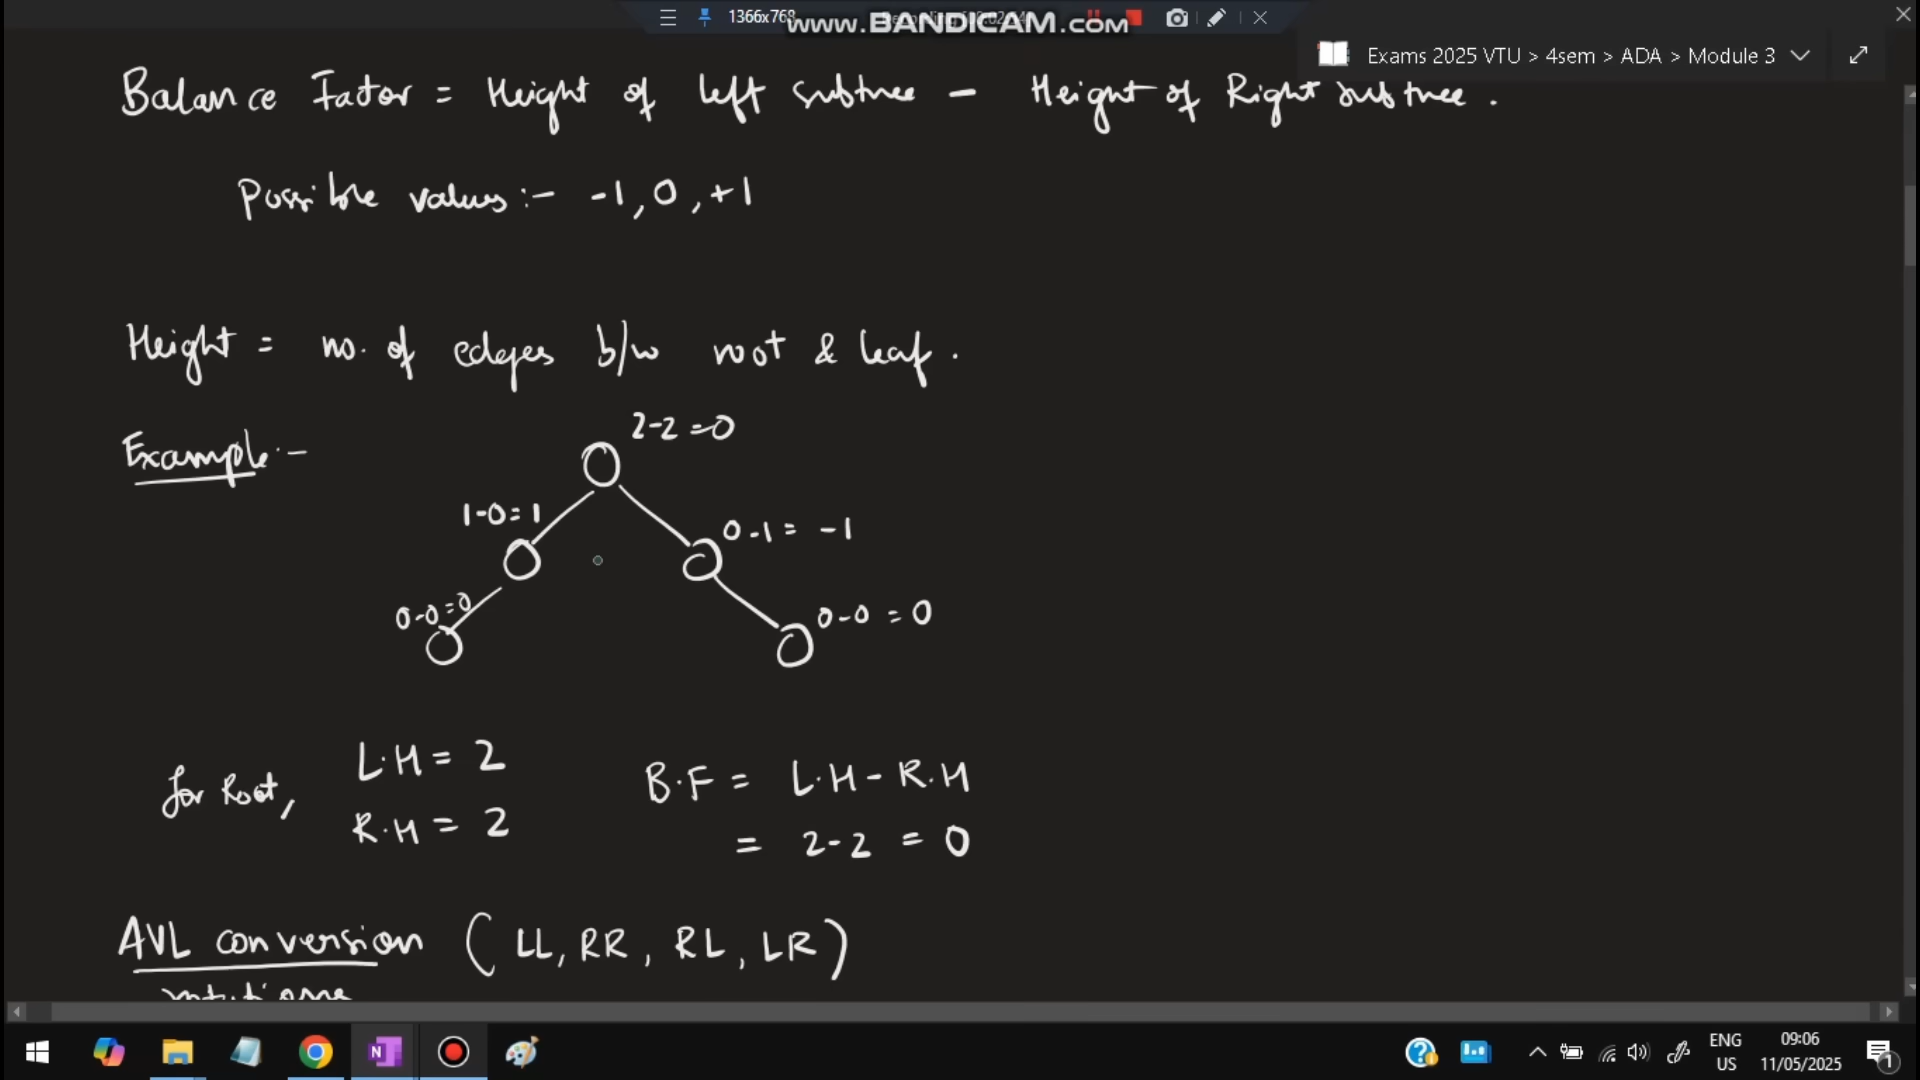 1366x768
www.BANDICAM.com
Exams 2025 VTU > 4sem > ADA > Module 3
Balance Factor = Height of left subtree - Height of Right subtree.
Possible values :- -1, 0, +1
Height = no. of edges b/w root & leaf.
2-2=0
Example:-
1-0=1
0-1= -1
0-0=0
0-0 = 0
for Root,
L.H = 2
R.H = 2
B.F = L.H - R.H
= 2-2 = 0
AVL conversion (LL, RR, RL, LR)
ENG
US
09:06
11/05/2025
1